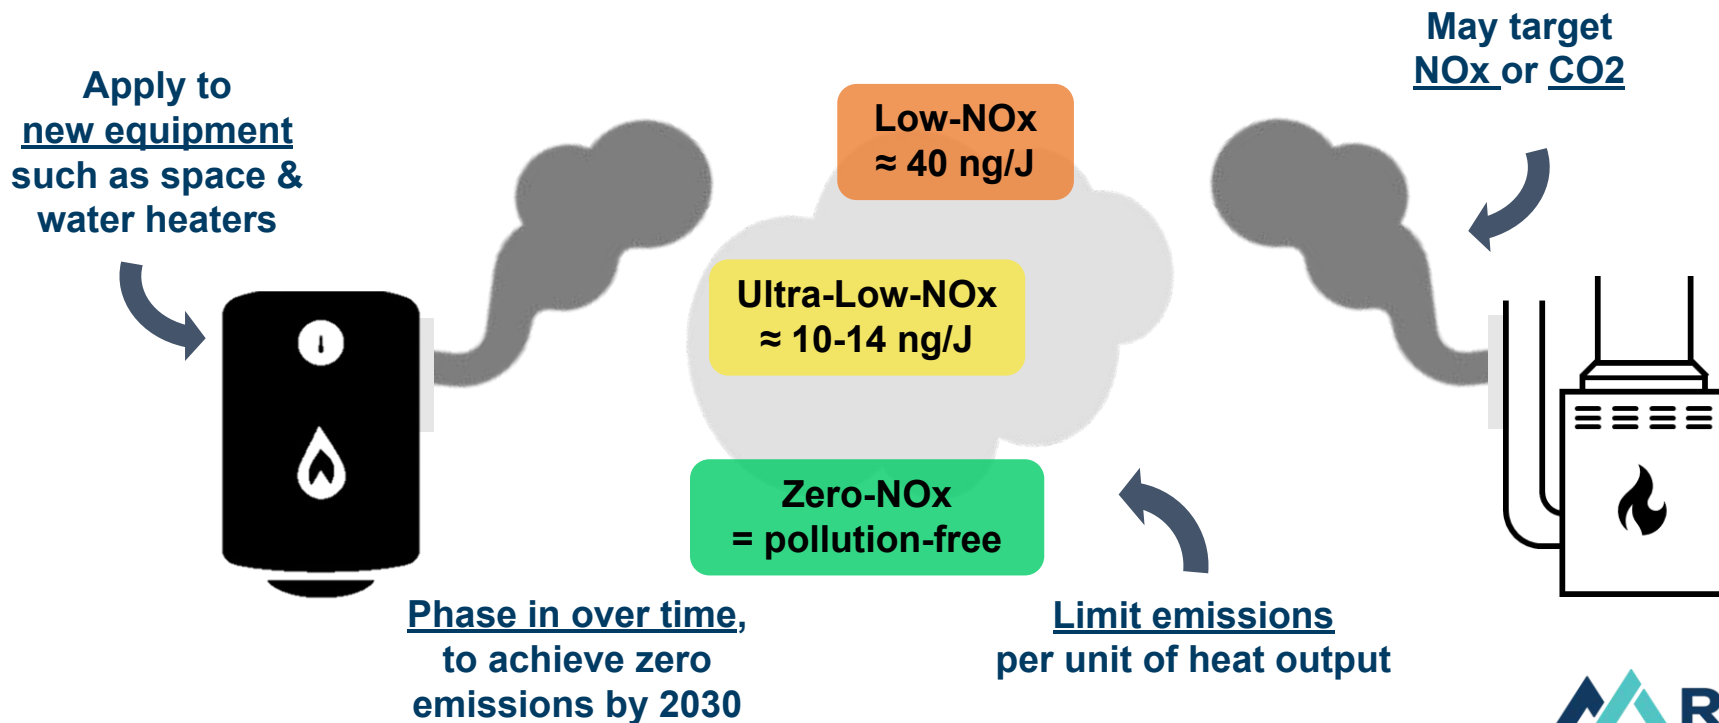 Apply to
new equipment
such as space &
water heaters
Low-NOx
≈ 40 ng/J
Ultra-Low-NOx
≈ 10-14 ng/J
Zero-NOx
= pollution-free
May target
NOx or CO2
Phase in over time,
to achieve zero
emissions by 2030
Limit emissions
per unit of heat output
R